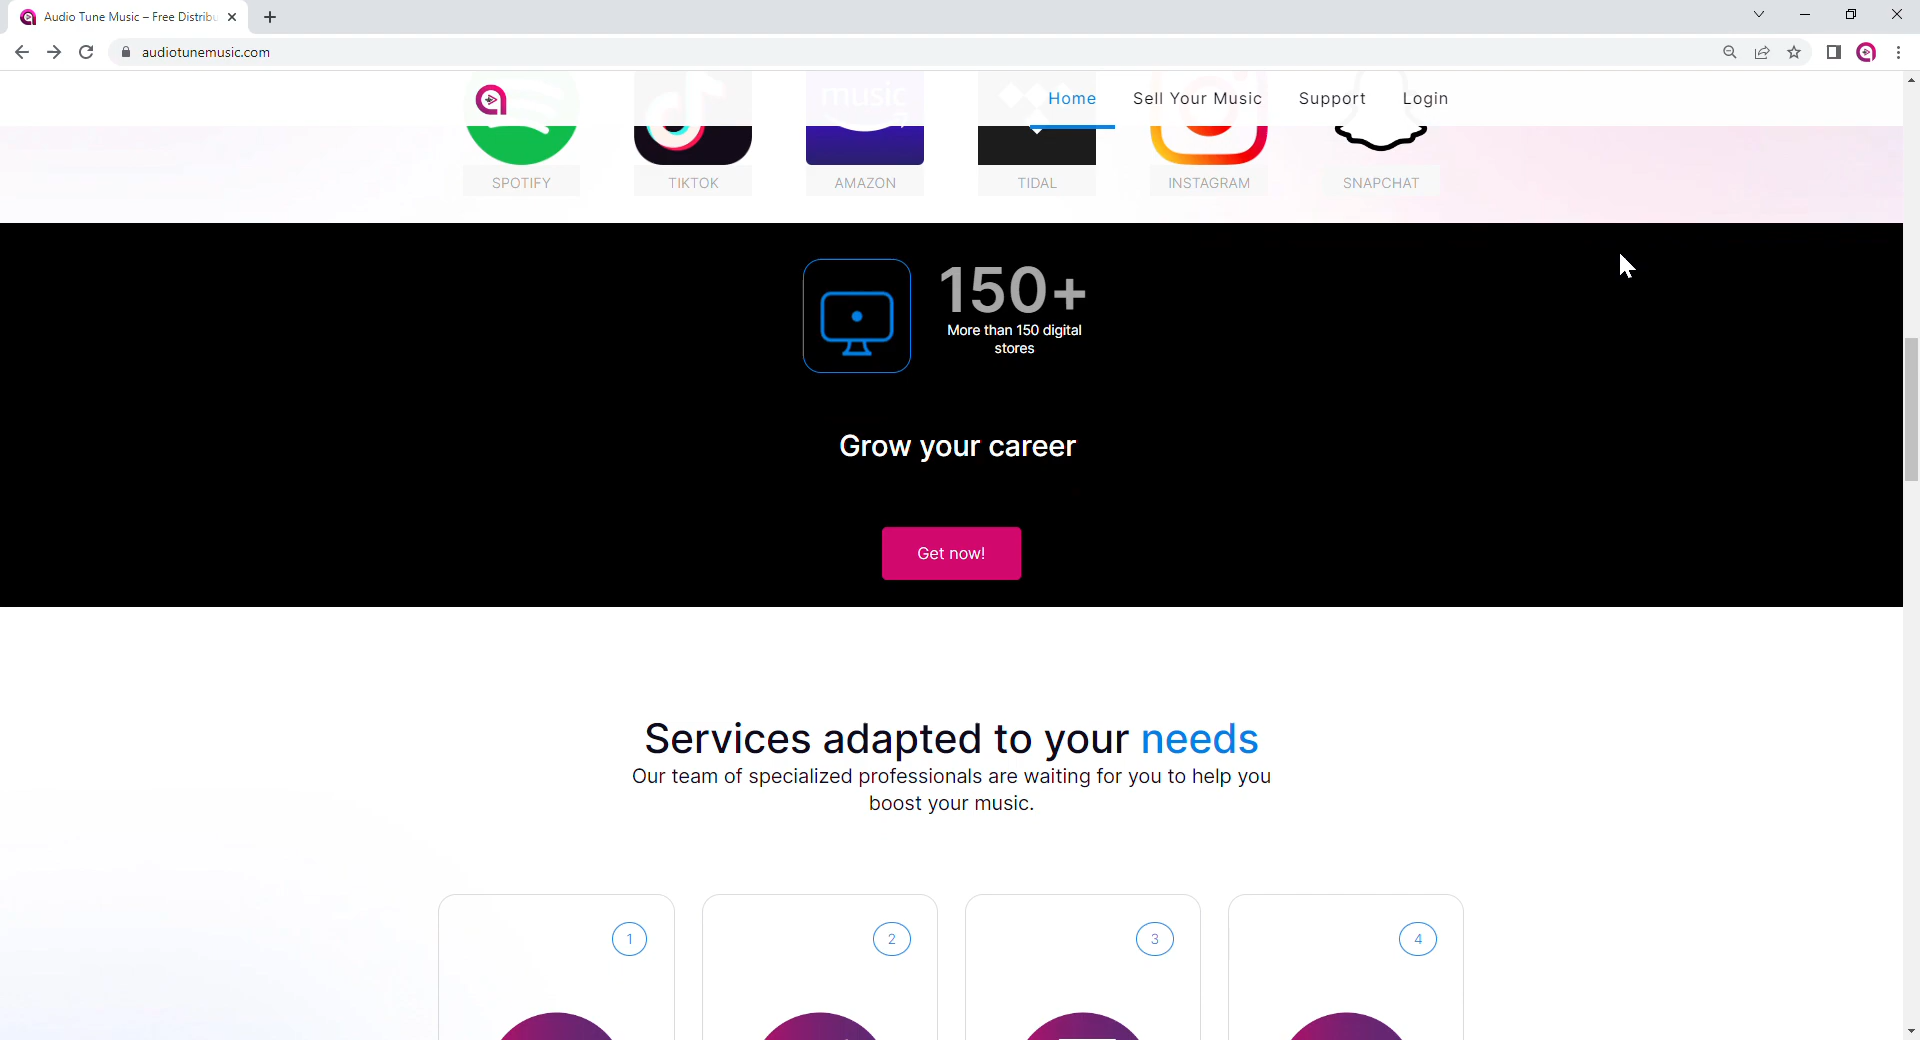 Audio Tune Music – Free Distribu
audiotunemusic.com
music
Home Sell Your Music Support Login
SPOTIFY TIKTOK AMAZON TIDAL INSTAGRAM SNAPCHAT
150+
More than 150 digital
stores
Grow your career
Get now!
Services adapted to your needs
Our team of specialized professionals are waiting for you to help you
boost your music.
1 2 3 4